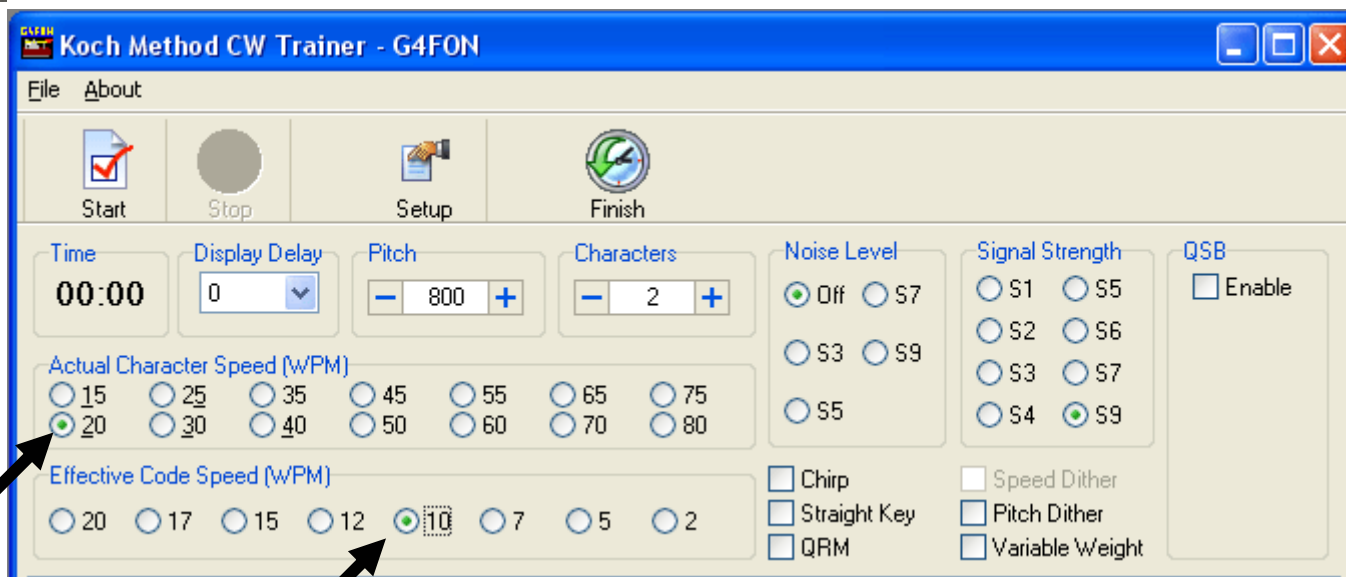 G4FON
Koch Method CW Trainer - G4FON
File About
Start Stop Setup Finish
Time Display Delay Pitch Characters Noise Level Signal Strength QSB
00:00 0 800 2 Off S7 S1 S5 Enable
S2 S6
S3 S9
S3 S7
S5 S4 S9
Actual Character Speed (WPM)
15 25 35 45 55 65 75
20 30 40 50 60 70 80
Effective Code Speed (WPM)
20 17 15 12 10 7 5 2
Chirp Speed Dither
Straight Key Pitch Dither
QRM Variable Weight